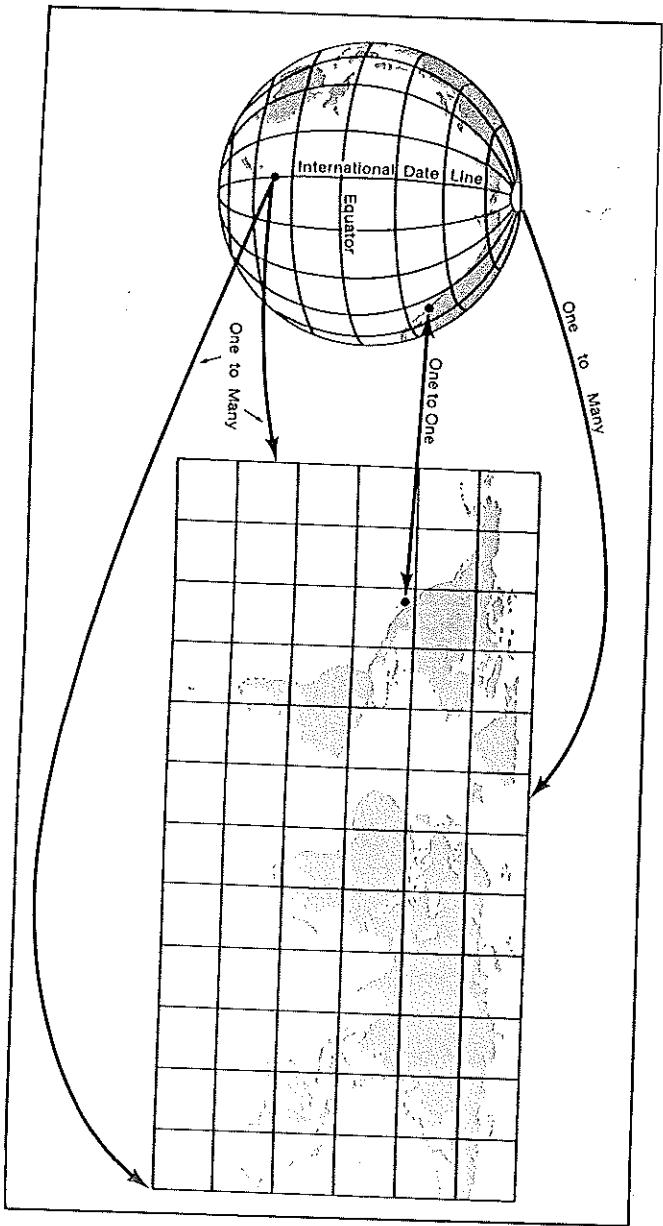 International Date Line
Equator
One to Many
One to One
One to Many